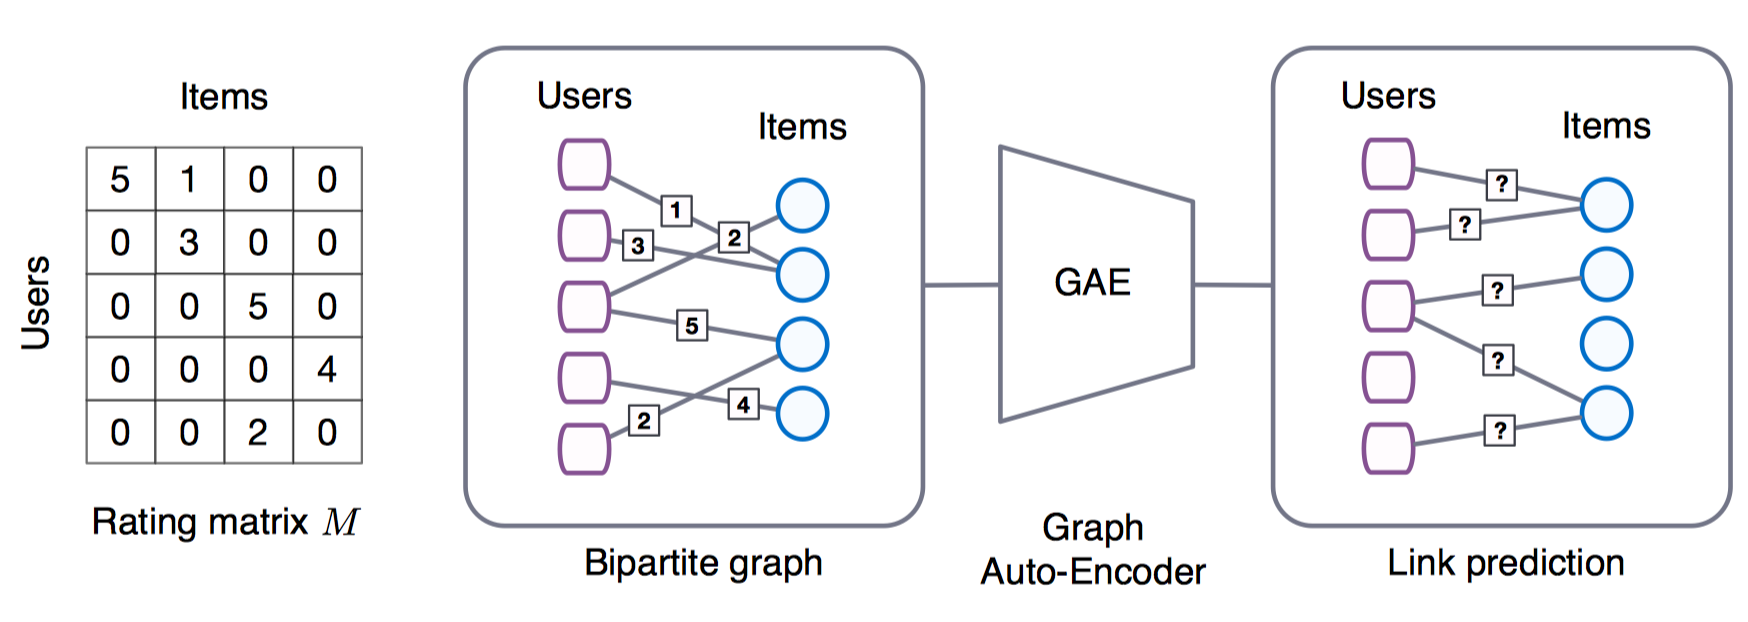 Items
Users
5 1 0 0
0 3 0 0
0 0 5 0
0 0 0 4
0 0 2 0
Rating matrix M
Users
Items
1
2
3
5
4
2
Bipartite graph
GAE
Graph
Auto-Encoder
Users
Items
?
?
?
?
?
Link prediction